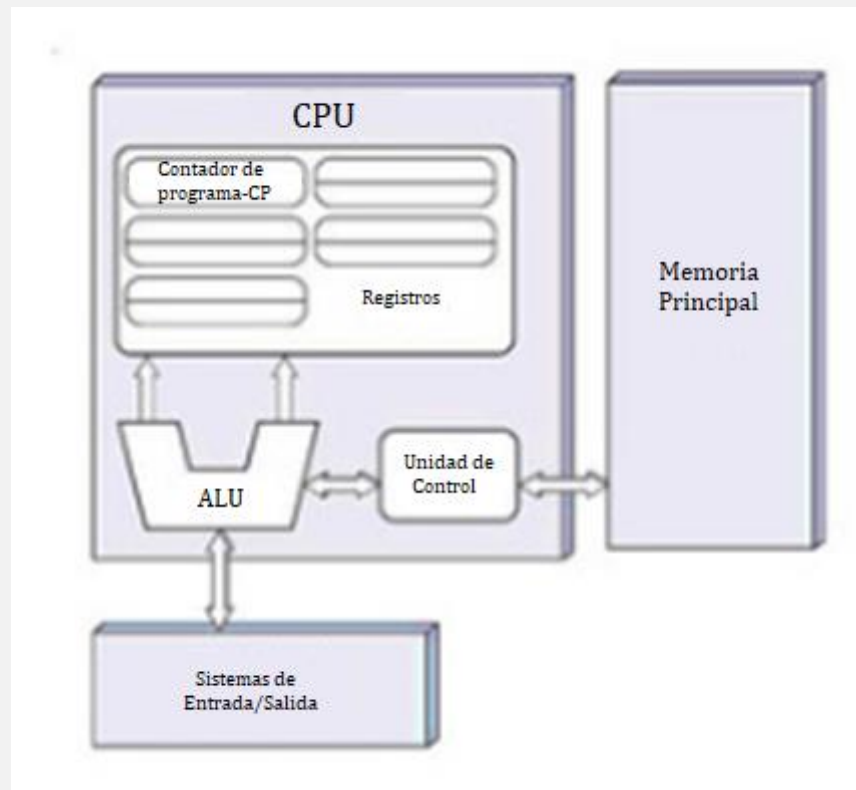 CPU
Contador de
programa-CP
Registros
Memoria
Principal
Unidad de
Control
ALU
Sistemas de
Entrada/Salida